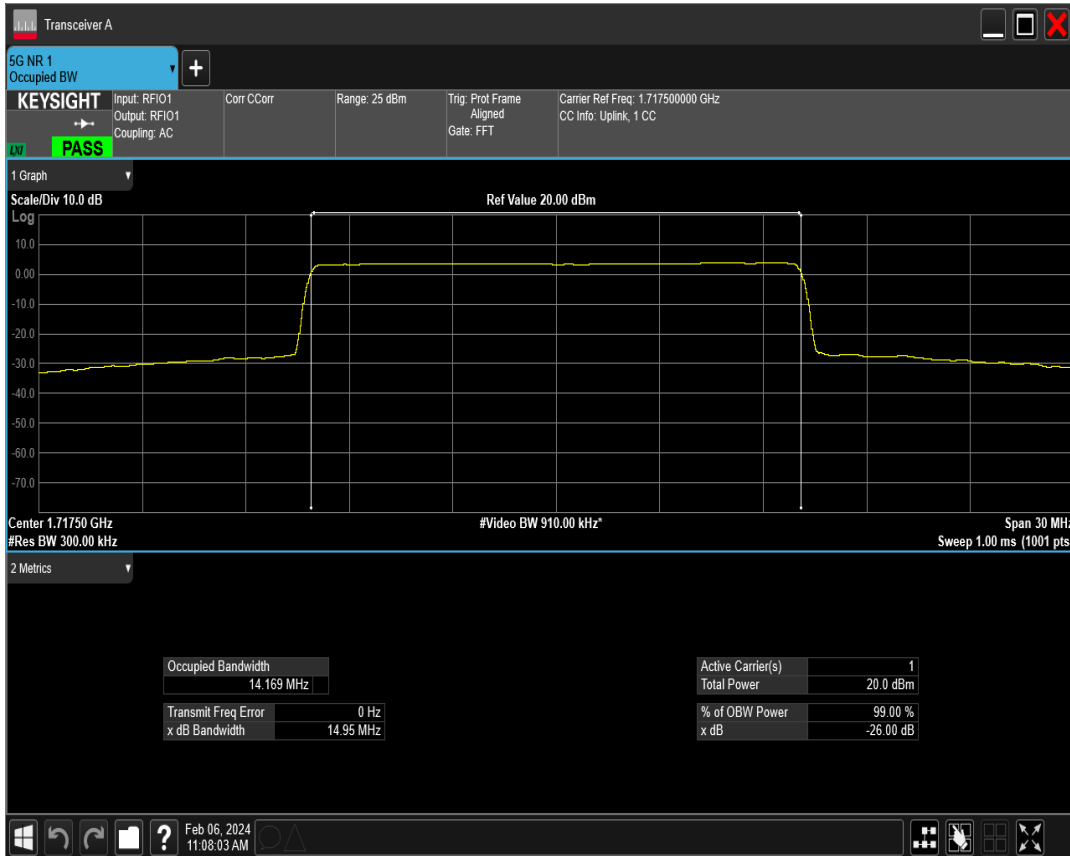 Transceiver A
5G NR 1
Occupied BW
+
KEYSIGHT
Input: RFIO1
Output: RFIO1
Coupling: AC
LXI
PASS
Corr CCorr
Range: 25 dBm
Trig: Prot Frame
Aligned
Gate: FFT
Carrier Ref Freq: 1.717500000 GHz
CC Info: Uplink, 1 CC
1 Graph
Scale/Div 10.0 dB
Ref Value 20.00 dBm
Log
10.0
0.00
-10.0
-20.0
-30.0
-40.0
-50.0
-60.0
-70.0
Center 1.71750 GHz
#Video BW 910.00 kHz*
Span 30 MHz
#Res BW 300.00 kHz
Sweep 1.00 ms (1001 pts
2 Metrics
Occupied Bandwidth
14.169 MHz
Transmit Freq Error 0 Hz
x dB Bandwidth 14.95 MHz
Active Carrier(s) 1
Total Power 20.0 dBm
% of OBW Power 99.00 %
x dB -26.00 dB
?
Feb 06, 2024
11:08:03 AM